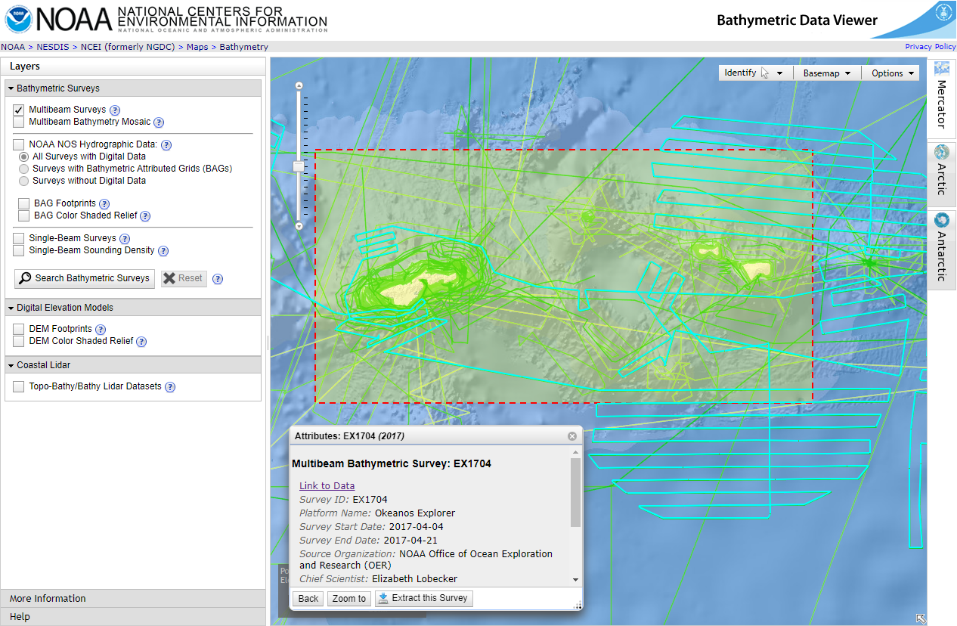 NOAA NATIONAL CENTERS FOR
ENVIRONMENTAL INFORMATION
NATIONAL OCEANIC AND ATMOSPHERIC ADMINISTRATION
Bathymetric Data Viewer
NOAA > NESDIS > NCEI (formerly NGDC) > Maps > Bathymetry
Privacy Policy
Layers
Bathymetric Surveys
Multibeam Surveys ?
Multibeam Bathymetry Mosaic ?
NOAA NOS Hydrographic Data: ?
All Surveys with Digital Data
Surveys with Bathymetric Attributed Grids (BAGs)
Surveys without Digital Data
BAG Footprints ?
BAG Color Shaded Relief ?
Single-Beam Surveys ?
Single-Beam Sounding Density ?
Search Bathymetric Surveys Reset ?
Digital Elevation Models
DEM Footprints ?
DEM Color Shaded Relief ?
Coastal Lidar
Topo-Bathy/Bathy Lidar Datasets ?
More Information
Help
Identify Basemap Options
Mercator
Arctic
Antarctic
Attributes: EX1704 (2017)
Multibeam Bathymetric Survey: EX1704
Link to Data
Survey ID: EX1704
Platform Name: Okeanos Explorer
Survey Start Date: 2017-04-04
Survey End Date: 2017-04-21
Source Organization: NOAA Office of Ocean Exploration
and Research (OER)
Chief Scientist: Elizabeth Lobecker
Back Zoom to Extract this Survey